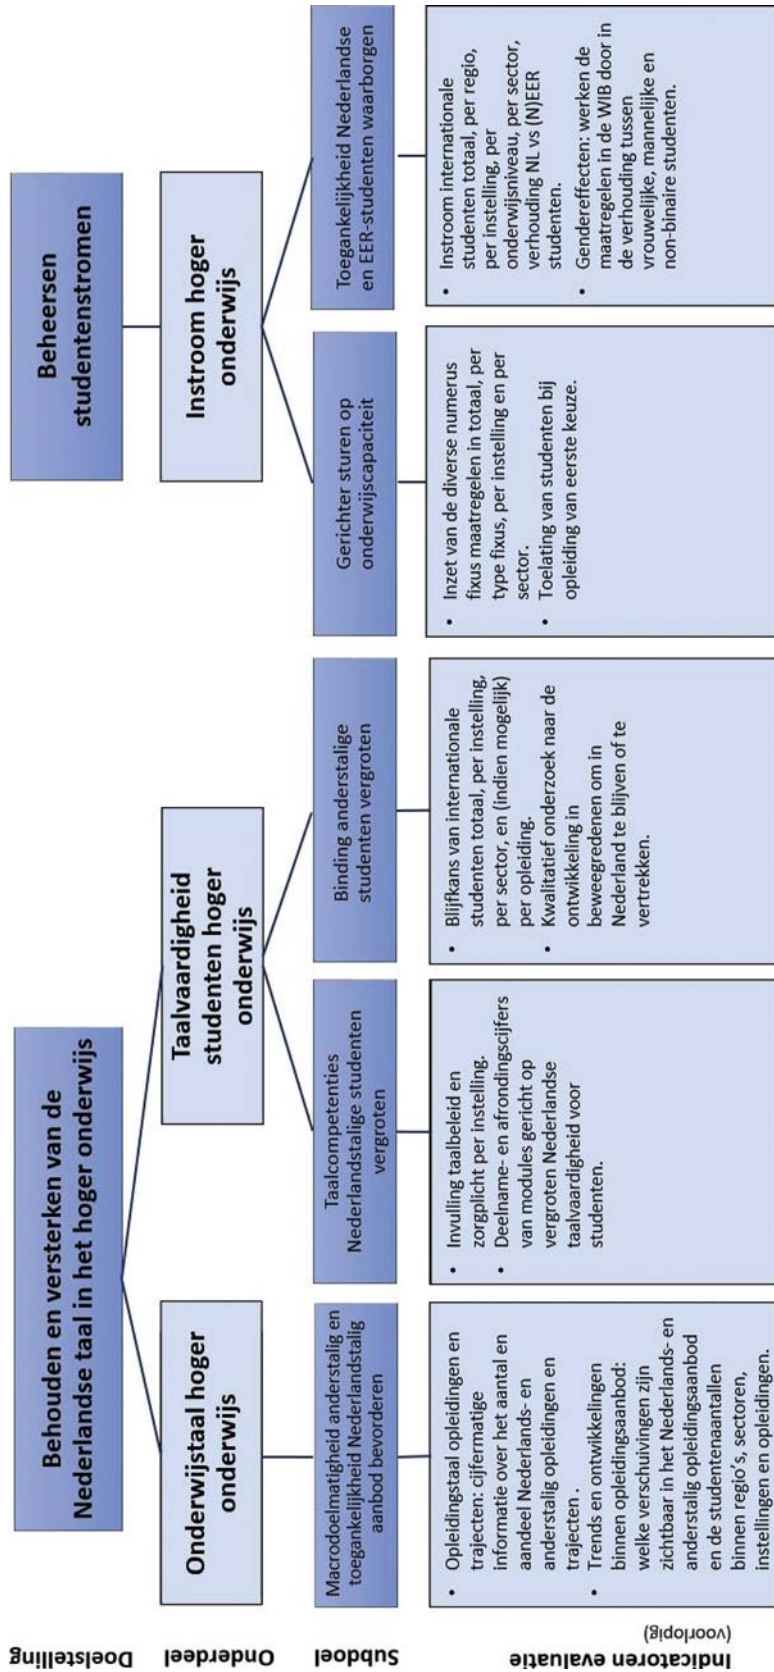 Doelstelling
Behouden en versterken van de
Nederlandse taal in het hoger onderwijs
Beheersen
studentenstromen
Onderdeel
Onderwijstaal hoger
onderwijs
Taalvaardigheid
studenten hoger
onderwijs
Instroom hoger
onderwijs
Subdoel
Macrodoelmatigheid anderstalig en
toegankelijkheid Nederlandstalig
aanbod bevorderen
Taalcompetenties
Nederlandstalige studenten
vergroten
Binding anderstalige
studenten vergroten
Gerichter sturen op
onderwijscapaciteit
Toegankelijkheid Nederlandse
en EER-studenten waarborgen
Indicatoren evaluatie
(voorlopig)
• Opleidingstaal opleidingen en
trajecten: cijfermatige
informatie over het aantal en
aandeel Nederlands- en
anderstalig opleidingen en
trajecten .
• Trends en ontwikkelingen
binnen opleidingsaanbod:
welke verschuivingen zijn
zichtbaar in het Nederlands- en
anderstalig opleidingsaanbod
en de studentenaantallen
binnen regio's, sectoren,
instellingen en opleidingen.
• Invulling taalbeleid en
zorgplicht per instelling.
• Deelname- en afrondingscijfers
van modules gericht op
vergroten Nederlandse
taalvaardigheid voor
studenten.
• Blijfkans van internationale
studenten totaal, per instelling,
per sector, en (indien mogelijk)
per opleiding.
• Kwalitatief onderzoek naar de
ontwikkeling in
beweegredenen om in
Nederland te blijven of te
vertrekken.
• Inzet van de diverse numerus
fixus maatregelen in totaal, per
type fixus, per instelling en per
sector.
• Toelating van studenten bij
opleiding van eerste keuze.
• Instroom internationale
studenten totaal, per regio,
per instelling, per
onderwijsniveau, per sector,
verhouding NL vs (N)EER
studenten.
• Gendereffecten: werken de
maatregelen in de WIB door in
de verhouding tussen
vrouwelijke, mannelijke en
non-binaire studenten.